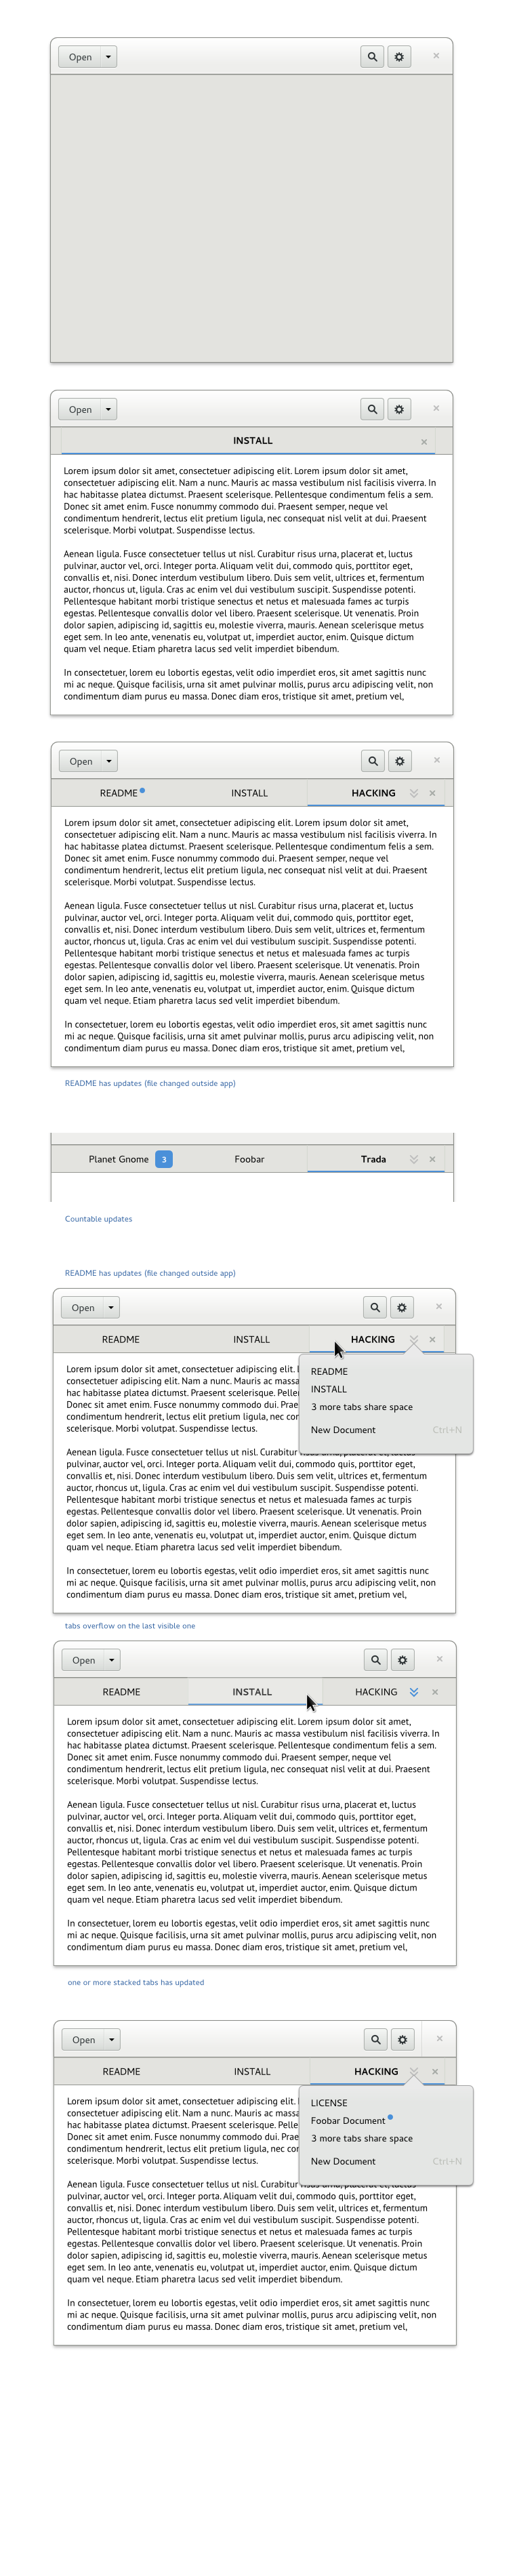 Open
Open
INSTALL
Lorem ipsum dolor sit amet, consectetuer adipiscing elit. Lorem ipsum dolor sit amet,
consectetuer adipiscing elit. Nam a nunc. Mauris ac massa vestibulum nisl facilisis viverra. In
hac habitasse platea dictumst. Praesent scelerisque. Pellentesque condimentum felis a sem.
Donec sit amet enim. Fusce nonummy commodo dui. Praesent semper, neque vel
condimentum hendrerit, lectus elit pretium ligula, nec consequat nisl velit at dui. Praesent
scelerisque. Morbi volutpat. Suspendisse lectus.
Aenean ligula. Fusce consectetuer tellus ut nisl. Curabitur risus urna, placerat et, luctus
pulvinar, auctor vel, orci. Integer porta. Aliquam velit dui, commodo quis, porttitor eget,
convallis et, nisi. Donec interdum vestibulum libero. Duis sem velit, ultrices et, fermentum
auctor, rhoncus ut, ligula. Cras ac enim vel dui vestibulum suscipit. Suspendisse potenti.
Pellentesque habitant morbi tristique senectus et netus et malesuada fames ac turpis
egestas. Pellentesque convallis dolor vel libero. Praesent scelerisque. Ut venenatis. Proin
dolor sapien, adipiscing id, sagittis eu, molestie viverra, mauris. Aenean scelerisque metus
eget sem. In leo ante, venenatis eu, volutpat ut, imperdiet auctor, enim. Quisque dictum
quam vel neque. Etiam pharetra lacus sed velit imperdiet bibendum.
In consectetuer, lorem eu lobortis egestas, velit odio imperdiet eros, sit amet sagittis nunc
mi ac neque. Quisque facilisis, urna sit amet pulvinar mollis, purus arcu adipiscing velit, non
condimentum diam purus eu massa. Donec diam eros, tristique sit amet, pretium vel,
Open
README INSTALL HACKING
Lorem ipsum dolor sit amet, consectetuer adipiscing elit. Lorem ipsum dolor sit amet,
consectetuer adipiscing elit. Nam a nunc. Mauris ac massa vestibulum nisl facilisis viverra. In
hac habitasse platea dictumst. Praesent scelerisque. Pellentesque condimentum felis a sem.
Donec sit amet enim. Fusce nonummy commodo dui. Praesent semper, neque vel
condimentum hendrerit, lectus elit pretium ligula, nec consequat nisl velit at dui. Praesent
scelerisque. Morbi volutpat. Suspendisse lectus.
Aenean ligula. Fusce consectetuer tellus ut nisl. Curabitur risus urna, placerat et, luctus
pulvinar, auctor vel, orci. Integer porta. Aliquam velit dui, commodo quis, porttitor eget,
convallis et, nisi. Donec interdum vestibulum libero. Duis sem velit, ultrices et, fermentum
auctor, rhoncus ut, ligula. Cras ac enim vel dui vestibulum suscipit. Suspendisse potenti.
Pellentesque habitant morbi tristique senectus et netus et malesuada fames ac turpis
egestas. Pellentesque convallis dolor vel libero. Praesent scelerisque. Ut venenatis. Proin
dolor sapien, adipiscing id, sagittis eu, molestie viverra, mauris. Aenean scelerisque metus
eget sem. In leo ante, venenatis eu, volutpat ut, imperdiet auctor, enim. Quisque dictum
quam vel neque. Etiam pharetra lacus sed velit imperdiet bibendum.
In consectetuer, lorem eu lobortis egestas, velit odio imperdiet eros, sit amet sagittis nunc
mi ac neque. Quisque facilisis, urna sit amet pulvinar mollis, purus arcu adipiscing velit, non
condimentum diam purus eu massa. Donec diam eros, tristique sit amet, pretium vel,
README has updates (file changed outside app)
Planet Gnome 3 Foobar Trada
Countable updates
README has updates (file changed outside app)
Open
README INSTALL HACKING
README
INSTALL
3 more tabs share space
New Document Ctrl+N
Lorem ipsum dolor sit amet, consectetuer adipiscing elit.
consectetuer adipiscing elit. Nam a nunc. Mauris ac massa
hac habitasse platea dictumst. Praesent scelerisque. Pelle
Donec sit amet enim. Fusce nonummy commodo dui. Prae
condimentum hendrerit, lectus elit pretium ligula, nec con
scelerisque. Morbi volutpat. Suspendisse lectus.
Aenean ligula. Fusce consectetuer tellus ut nisl. Curabitur risus urna, placerat et, luctus
pulvinar, auctor vel, orci. Integer porta. Aliquam velit dui, commodo quis, porttitor eget,
convallis et, nisi. Donec interdum vestibulum libero. Duis sem velit, ultrices et, fermentum
auctor, rhoncus ut, ligula. Cras ac enim vel dui vestibulum suscipit. Suspendisse potenti.
Pellentesque habitant morbi tristique senectus et netus et malesuada fames ac turpis
egestas. Pellentesque convallis dolor vel libero. Praesent scelerisque. Ut venenatis. Proin
dolor sapien, adipiscing id, sagittis eu, molestie viverra, mauris. Aenean scelerisque metus
eget sem. In leo ante, venenatis eu, volutpat ut, imperdiet auctor, enim. Quisque dictum
quam vel neque. Etiam pharetra lacus sed velit imperdiet bibendum.
In consectetuer, lorem eu lobortis egestas, velit odio imperdiet eros, sit amet sagittis nunc
mi ac neque. Quisque facilisis, urna sit amet pulvinar mollis, purus arcu adipiscing velit, non
condimentum diam purus eu massa. Donec diam eros, tristique sit amet, pretium vel,
tabs overflow on the last visible one
Open
README INSTALL HACKING
Lorem ipsum dolor sit amet, consectetuer adipiscing elit. Lorem ipsum dolor sit amet,
consectetuer adipiscing elit. Nam a nunc. Mauris ac massa vestibulum nisl facilisis viverra. In
hac habitasse platea dictumst. Praesent scelerisque. Pellentesque condimentum felis a sem.
Donec sit amet enim. Fusce nonummy commodo dui. Praesent semper, neque vel
condimentum hendrerit, lectus elit pretium ligula, nec consequat nisl velit at dui. Praesent
scelerisque. Morbi volutpat. Suspendisse lectus.
Aenean ligula. Fusce consectetuer tellus ut nisl. Curabitur risus urna, placerat et, luctus
pulvinar, auctor vel, orci. Integer porta. Aliquam velit dui, commodo quis, porttitor eget,
convallis et, nisi. Donec interdum vestibulum libero. Duis sem velit, ultrices et, fermentum
auctor, rhoncus ut, ligula. Cras ac enim vel dui vestibulum suscipit. Suspendisse potenti.
Pellentesque habitant morbi tristique senectus et netus et malesuada fames ac turpis
egestas. Pellentesque convallis dolor vel libero. Praesent scelerisque. Ut venenatis. Proin
dolor sapien, adipiscing id, sagittis eu, molestie viverra, mauris. Aenean scelerisque metus
eget sem. In leo ante, venenatis eu, volutpat ut, imperdiet auctor, enim. Quisque dictum
quam vel neque. Etiam pharetra lacus sed velit imperdiet bibendum.
In consectetuer, lorem eu lobortis egestas, velit odio imperdiet eros, sit amet sagittis nunc
mi ac neque. Quisque facilisis, urna sit amet pulvinar mollis, purus arcu adipiscing velit, non
condimentum diam purus eu massa. Donec diam eros, tristique sit amet, pretium vel,
one or more stacked tabs has updated
Open
README INSTALL HACKING
LICENSE
Foobar Document
3 more tabs share space
New Document Ctrl+N
Lorem ipsum dolor sit amet, consectetuer adipiscing elit.
consectetuer adipiscing elit. Nam a nunc. Mauris ac massa
hac habitasse platea dictumst. Praesent scelerisque. Pelle
Donec sit amet enim. Fusce nonummy commodo dui. Prae
condimentum hendrerit, lectus elit pretium ligula, nec con
scelerisque. Morbi volutpat. Suspendisse lectus.
Aenean ligula. Fusce consectetuer tellus ut nisl. Curabitur risus urna, placerat et, luctus
pulvinar, auctor vel, orci. Integer porta. Aliquam velit dui, commodo quis, porttitor eget,
convallis et, nisi. Donec interdum vestibulum libero. Duis sem velit, ultrices et, fermentum
auctor, rhoncus ut, ligula. Cras ac enim vel dui vestibulum suscipit. Suspendisse potenti.
Pellentesque habitant morbi tristique senectus et netus et malesuada fames ac turpis
egestas. Pellentesque convallis dolor vel libero. Praesent scelerisque. Ut venenatis. Proin
dolor sapien, adipiscing id, sagittis eu, molestie viverra, mauris. Aenean scelerisque metus
eget sem. In leo ante, venenatis eu, volutpat ut, imperdiet auctor, enim. Quisque dictum
quam vel neque. Etiam pharetra lacus sed velit imperdiet bibendum.
In consectetuer, lorem eu lobortis egestas, velit odio imperdiet eros, sit amet sagittis nunc
mi ac neque. Quisque facilisis, urna sit amet pulvinar mollis, purus arcu adipiscing velit, non
condimentum diam purus eu massa. Donec diam eros, tristique sit amet, pretium vel,